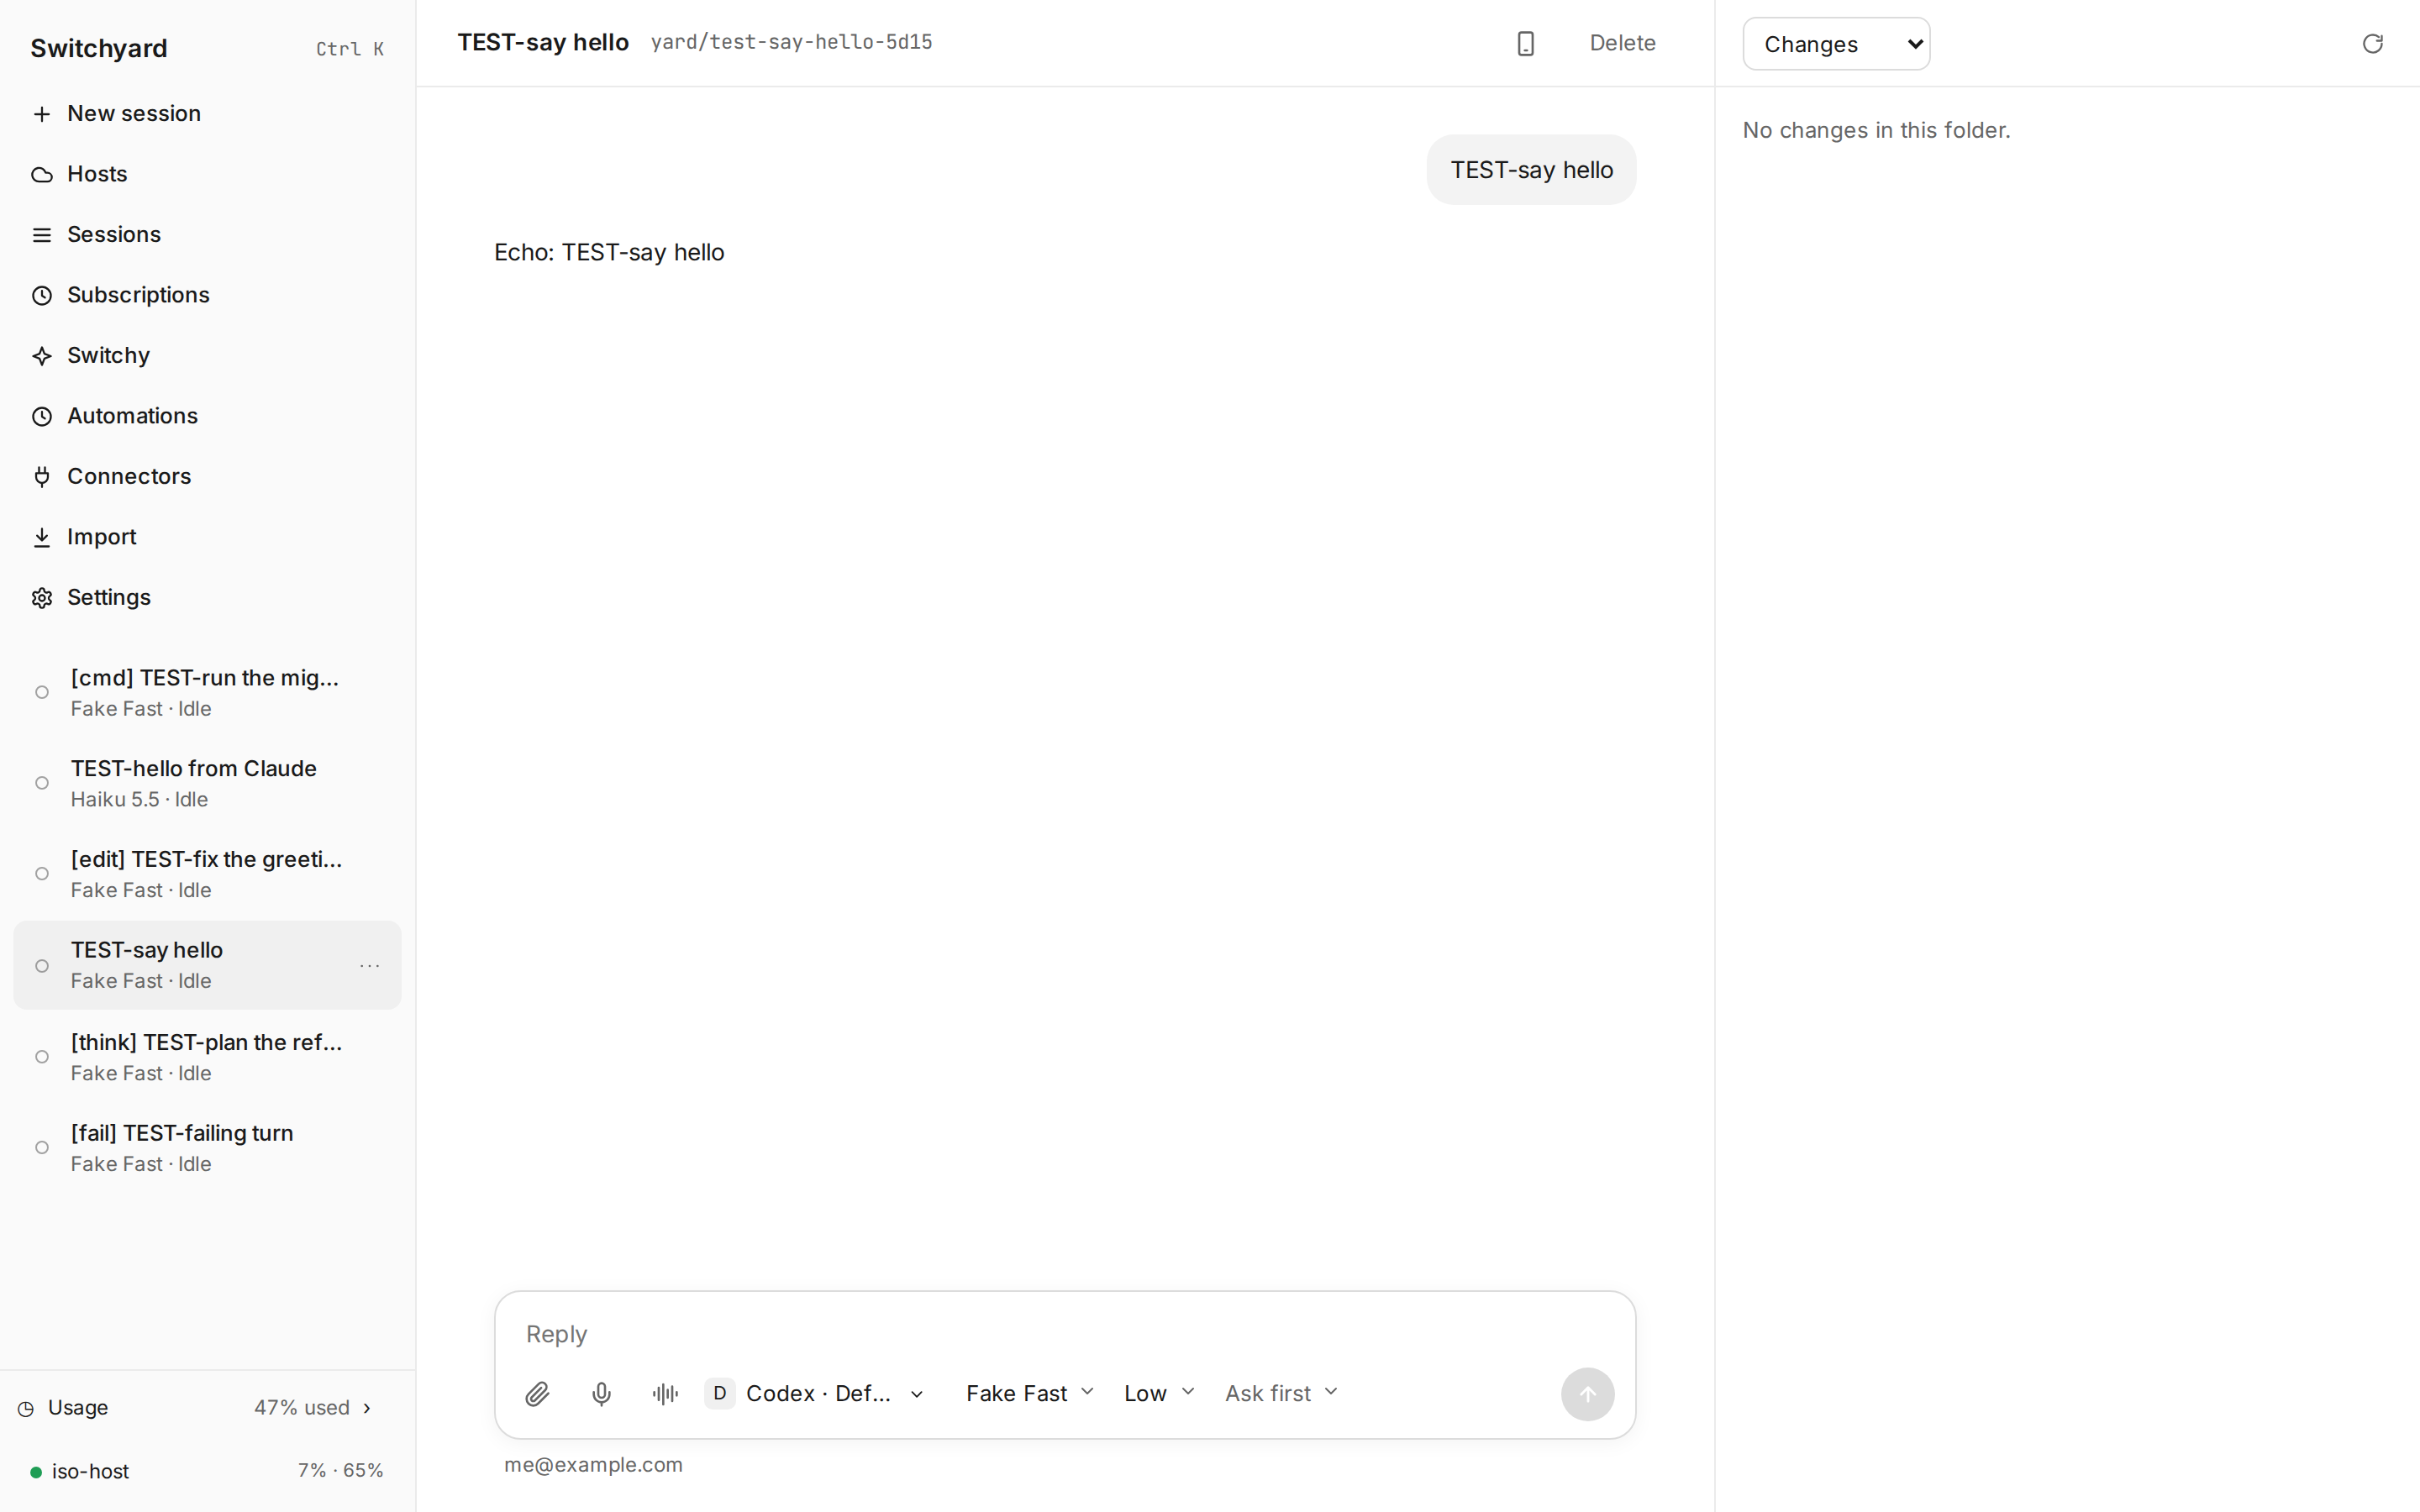 Switchyard Ctrl K
New session
Hosts
Sessions
Subscriptions
Switchy
Automations
Connectors
Import
Settings
[cmd] TEST-run the mig...
Fake Fast · Idle
TEST-hello from Claude
Haiku 5.5 · Idle
[edit] TEST-fix the greeti...
Fake Fast · Idle
TEST-say hello
Fake Fast · Idle
[think] TEST-plan the ref...
Fake Fast · Idle
[fail] TEST-failing turn
Fake Fast · Idle
Usage 47% used ›
iso-host 7% · 65%
TEST-say hello yard/test-say-hello-5d15 Delete
TEST-say hello
Echo: TEST-say hello
Reply
D Codex · Def... Fake Fast Low Ask first
me@example.com
Changes
No changes in this folder.